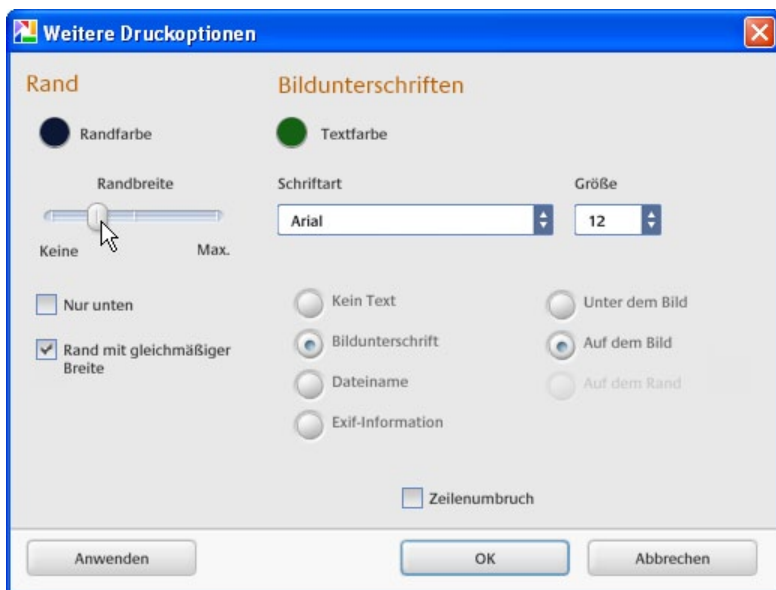 Weitere Druckoptionen
Rand
Randfarbe
Randbreite
Keine
Max.
Nur unten
Rand mit gleichmäßiger
Breite
Bildunterschriften
Textfarbe
Schriftart
Größe
Arial
12
Kein Text
Bildunterschrift
Dateiname
Exif-Information
Unter dem Bild
Auf dem Bild
Auf dem Rand
Zeilenumbruch
Anwenden
OK
Abbrechen